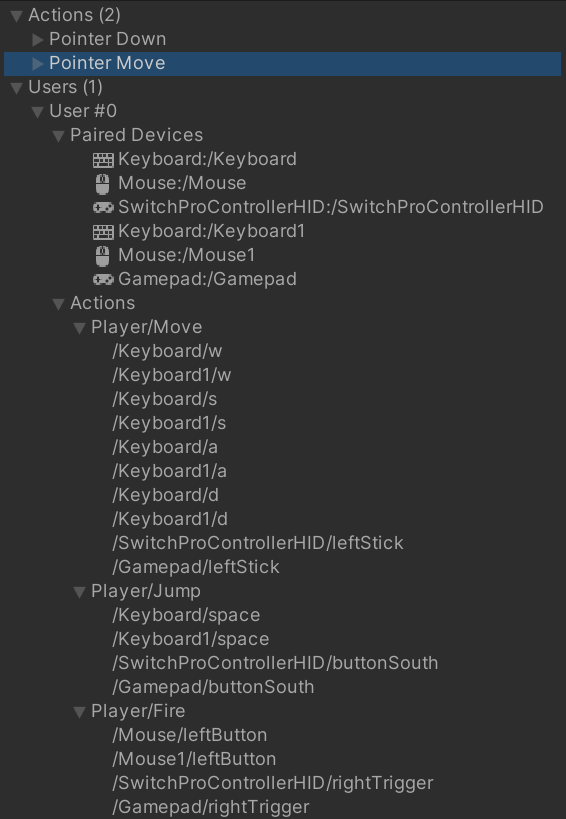 Actions (2)
Pointer Down
Pointer Move
Users (1)
User #0
Paired Devices
Keyboard:/Keyboard
Mouse:/Mouse
SwitchProControllerHID:/SwitchProControllerHID
Keyboard:/Keyboard1
Mouse:/Mouse1
Gamepad:/Gamepad
Actions
Player/Move
/Keyboard/w
/Keyboard1/w
/Keyboard/s
/Keyboard1/s
/Keyboard/a
/Keyboard1/a
/Keyboard/d
/Keyboard1/d
/SwitchProControllerHID/leftStick
/Gamepad/leftStick
Player/Jump
/Keyboard/space
/Keyboard1/space
/SwitchProControllerHID/buttonSouth
/Gamepad/buttonSouth
Player/Fire
/Mouse/leftButton
/Mouse1/leftButton
/SwitchProControllerHID/rightTrigger
/Gamepad/rightTrigger